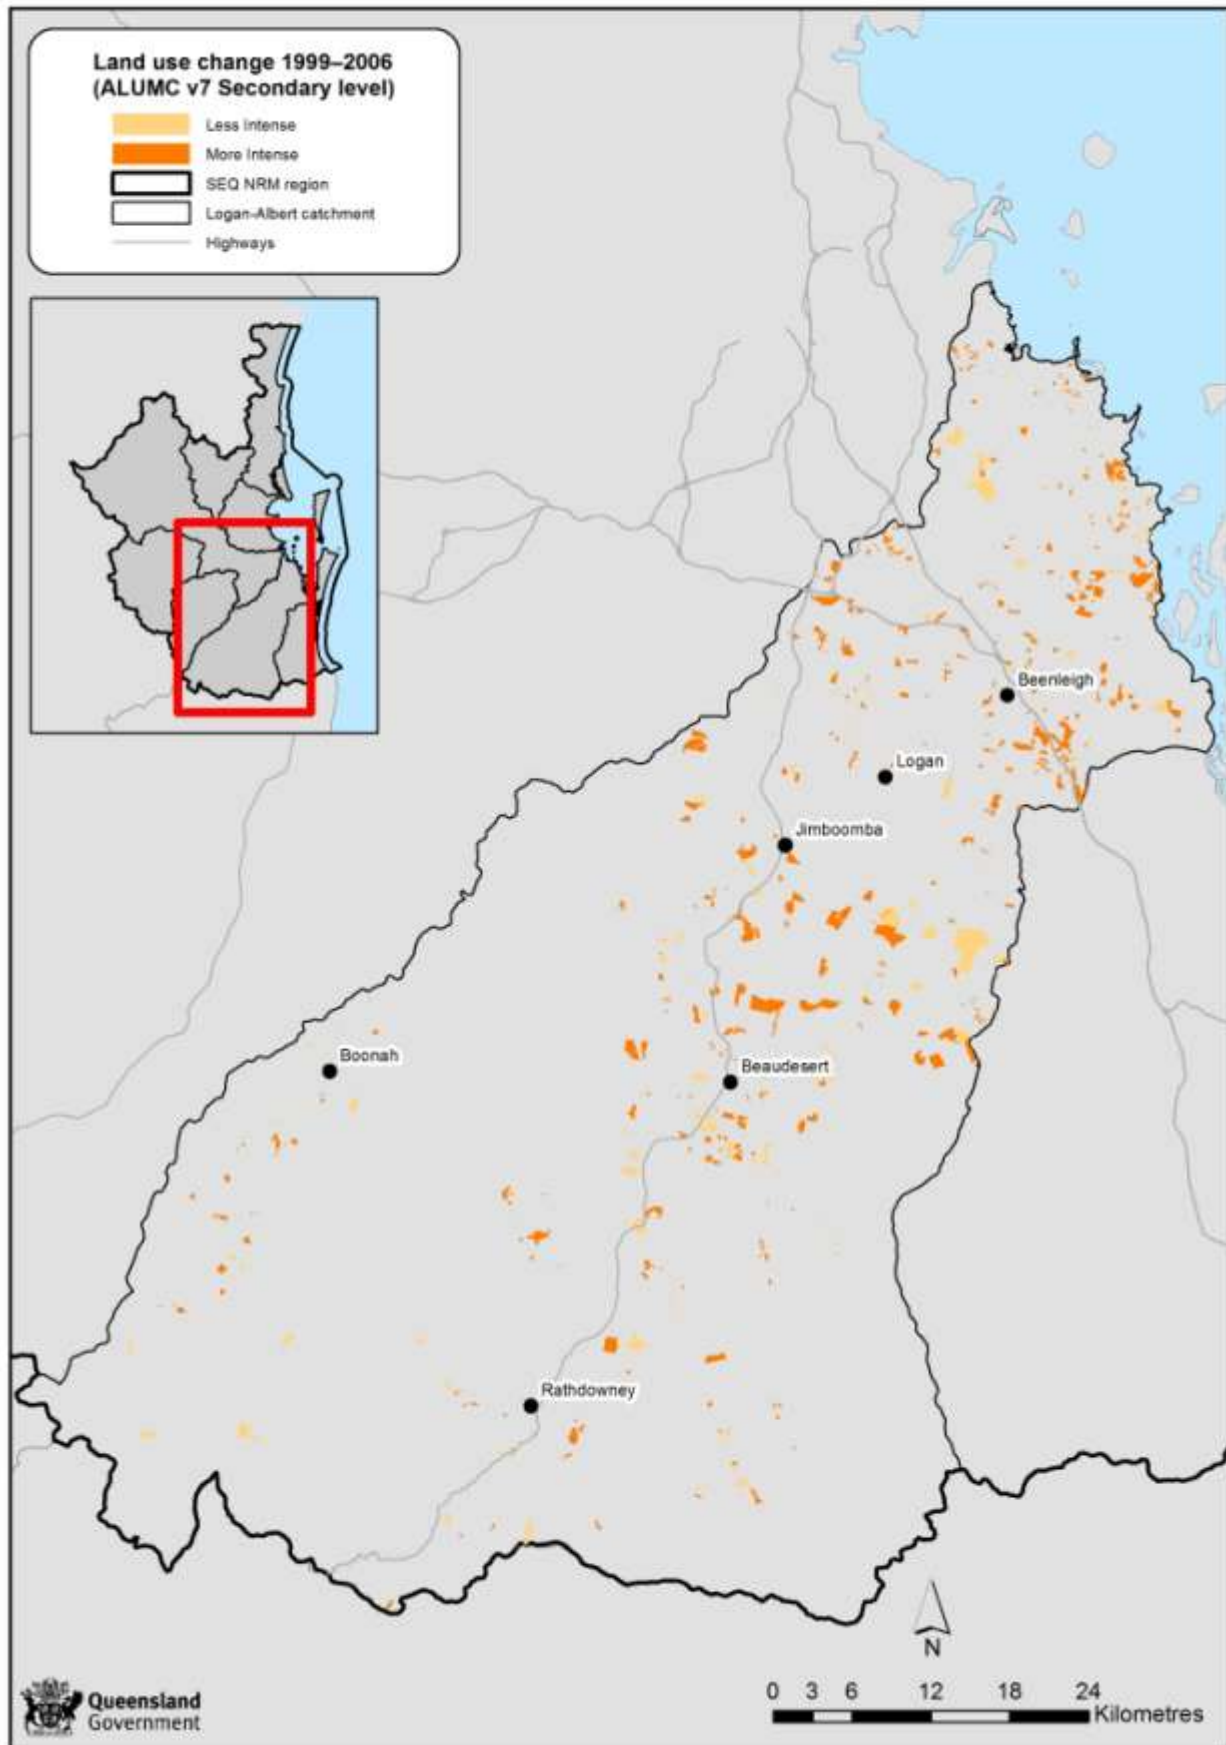 Land use change 1999–2006
(ALUMC v7 Secondary level)
Less Intense
More Intense
SEQ NRM region
Logan-Albert catchment
Highways
Beenleigh
Logan
Jimboomba
Boonah
Beaudesert
Rathdowney
N
Queensland
Government
0 3 6 12 18 24
Kilometres